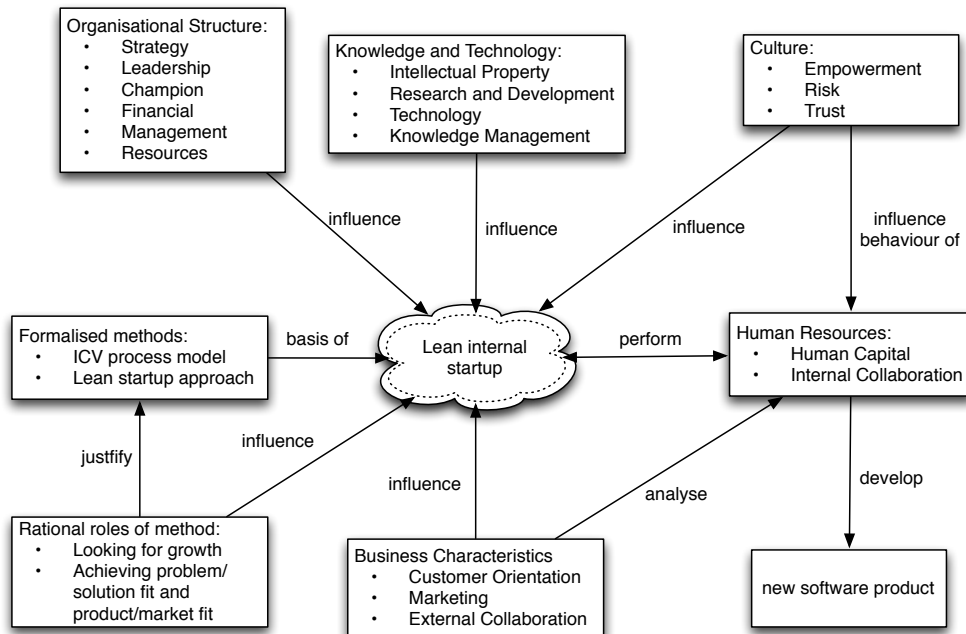 Organisational Structure:
• Strategy
• Leadership
• Champion
• Financial
• Management
• Resources
Knowledge and Technology:
• Intellectual Property
• Research and Development
• Technology
• Knowledge Management
Culture:
• Empowerment
• Risk
• Trust
influence
influence
influence
influence
behaviour of
Formalised methods:
• ICV process model
• Lean startup approach
basis of
Lean internal
startup
perform
Human Resources:
• Human Capital
• Internal Collaboration
justfify
influence
influence
analyse
develop
Rational roles of method:
• Looking for growth
• Achieving problem/
solution fit and
product/market fit
Business Characteristics
• Customer Orientation
• Marketing
• External Collaboration
new software product